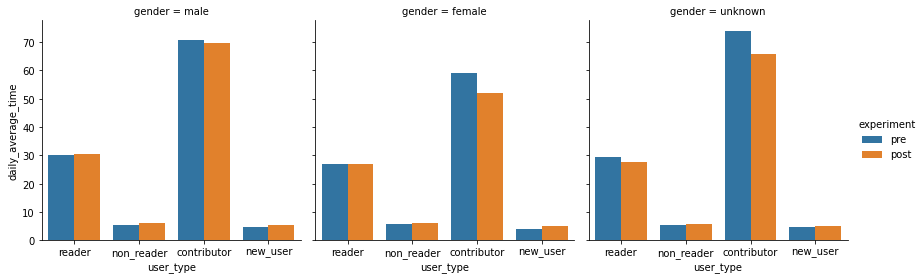 gender = male
gender = female
gender = unknown
daily_average_time
70
60
50
40
30
20
10
0
reader non_reader contributor new_user
reader non_reader contributor new_user
reader non_reader contributor new_user
user_type
user_type
user_type
experiment
pre
post